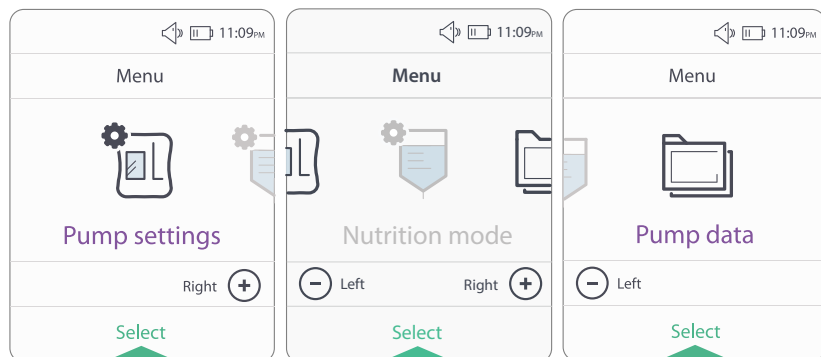 11:09PM
Menu
Pump settings
Right +
Select
11:09PM
Menu
Nutrition mode
− Left Right +
Select
11:09PM
Menu
Pump data
− Left
Select